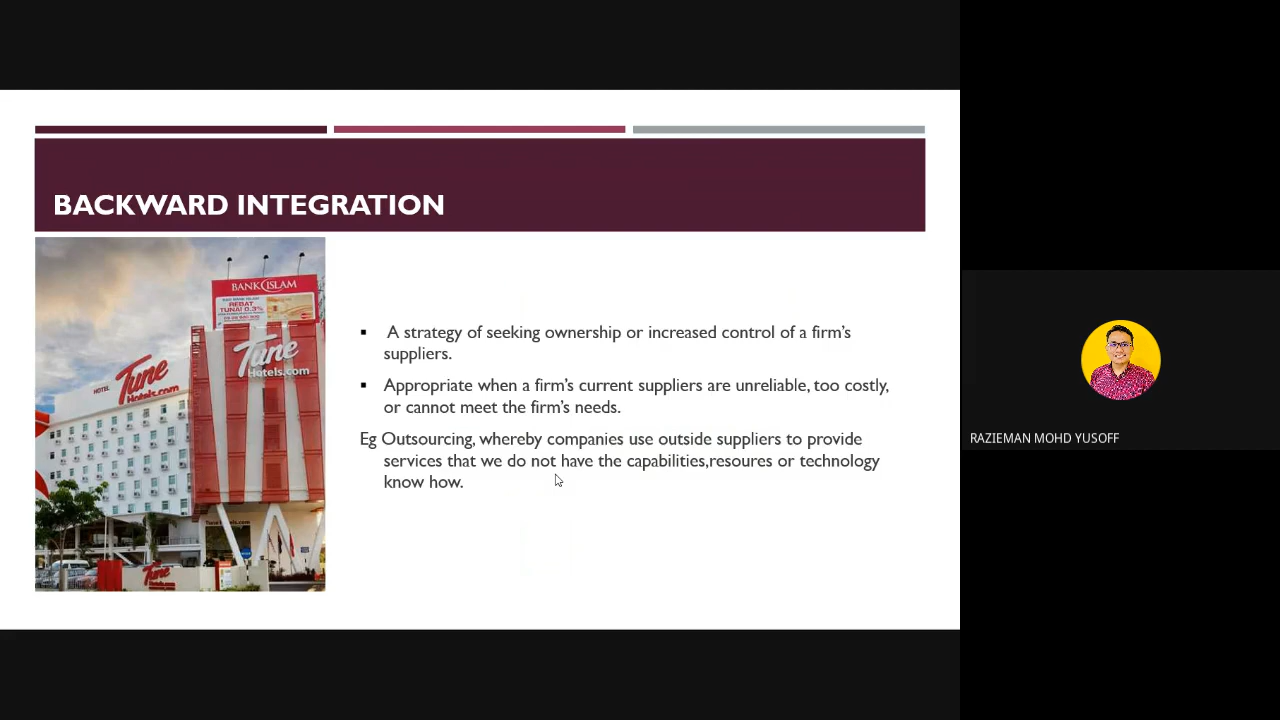 BACKWARD INTEGRATION
BANK ISLAM
REBAT
TUNAI 0.3%
Tune
Hotels.com
HOTEL
Tune
Hotels.com
Tune Hotels.com
Tune
A strategy of seeking ownership or increased control of a firm's
suppliers.
Appropriate when a firm's current suppliers are unreliable, too costly,
or cannot meet the firm's needs.
Eg Outsourcing, whereby companies use outside suppliers to provide
services that we do not have the capabilities,resoures or technology
know how.
RAZIEMAN MOHD YUSOFF